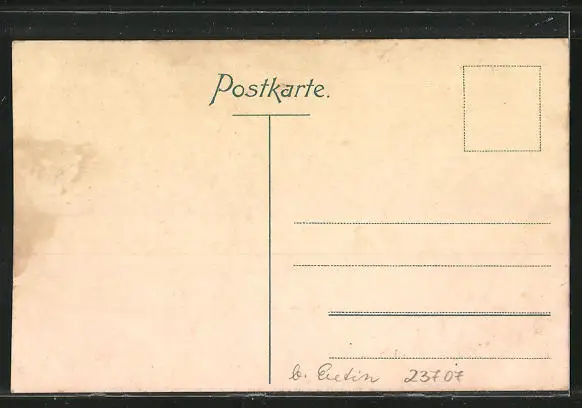 Postkarte.
b. Eutin 23707